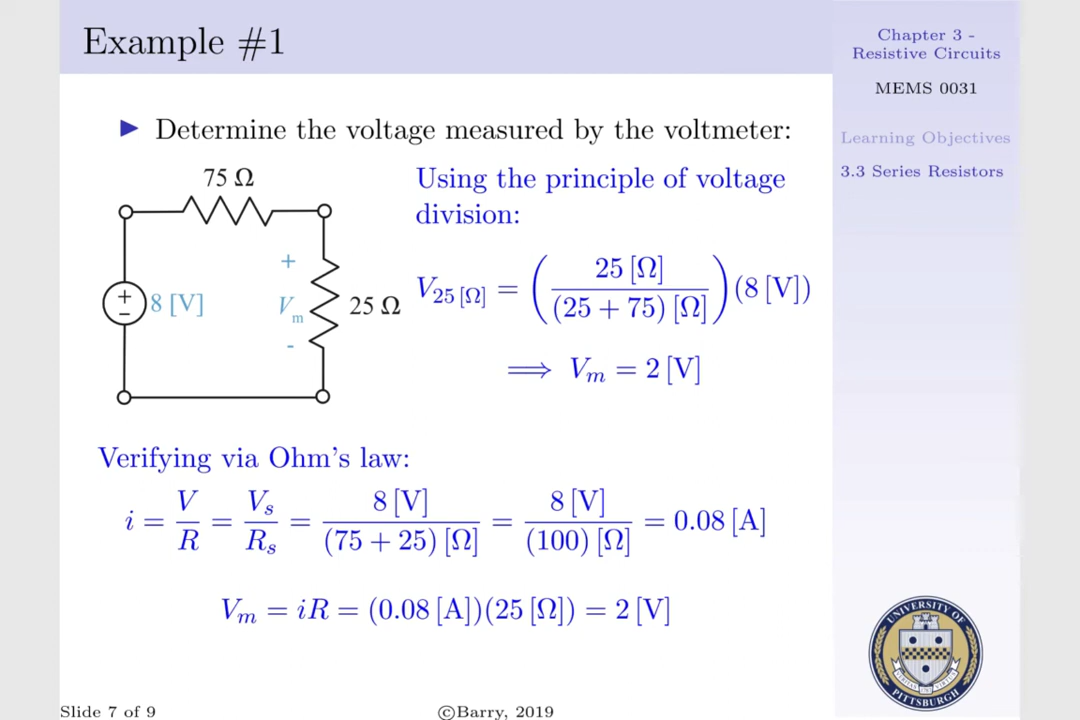 Example #1
Chapter 3 -
Resistive Circuits
MEMS 0031
Learning Objectives
3.3 Series Resistors
▶ Determine the voltage measured by the voltmeter:
75 Ω
+
-
8 [V]
+
V_m
-
25 Ω
Using the principle of voltage
division:
V_{25 [Ω]} = ( 25 [Ω] / (25 + 75) [Ω] ) (8 [V])
⟹ V_m = 2 [V]
Verifying via Ohm's law:
i = V / R = V_s / R_s = 8 [V] / (75 + 25) [Ω] = 8 [V] / (100) [Ω] = 0.08 [A]
V_m = iR = (0.08 [A])(25 [Ω]) = 2 [V]
UNIVERSITY OF
PITTSBURGH
Slide 7 of 9
©Barry, 2019